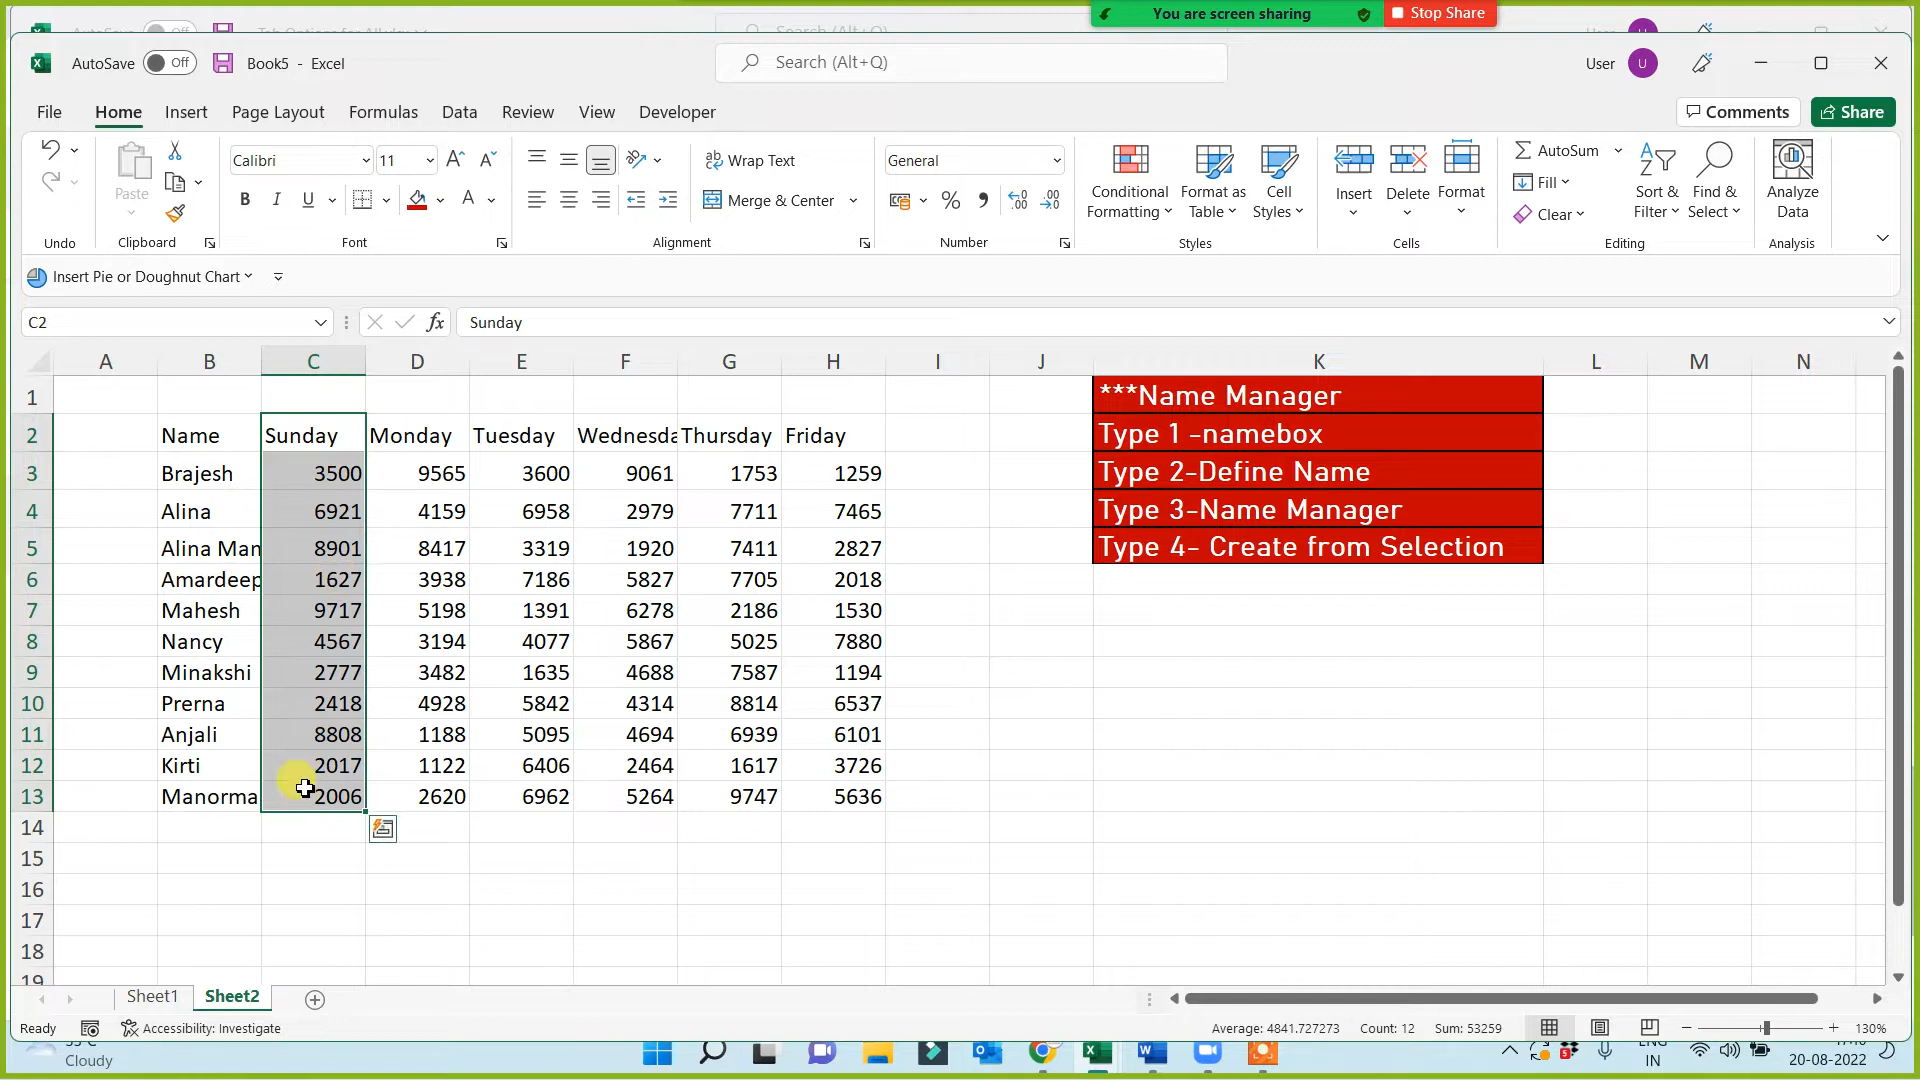 You are screen sharing Stop Share
AutoSave Off Book5 - Excel Search (Alt+Q) User U
File Home Insert Page Layout Formulas Data Review View Developer Comments Share
Paste Calibri 11 Wrap Text General Conditional Formatting Format as Table Cell Styles Insert Delete Format AutoSum Fill Clear Sort & Filter Find & Select Analyze Data
B I U A Merge & Center
Undo Clipboard Font Alignment Number Styles Cells Editing Analysis
Insert Pie or Doughnut Chart
C2 fx Sunday
A B C D E F G H I J K L M N
1 ***Name Manager
2 Name Sunday Monday Tuesday Wednesda Thursday Friday Type 1 -namebox
3 Brajesh 3500 9565 3600 9061 1753 1259 Type 2-Define Name
4 Alina 6921 4159 6958 2979 7711 7465 Type 3-Name Manager
5 Alina Man 8901 8417 3319 1920 7411 2827 Type 4- Create from Selection
6 Amardeep 1627 3938 7186 5827 7705 2018
7 Mahesh 9717 5198 1391 6278 2186 1530
8 Nancy 4567 3194 4077 5867 5025 7880
9 Minakshi 2777 3482 1635 4688 7587 1194
10 Prerna 2418 4928 5842 4314 8814 6537
11 Anjali 8808 1188 5095 4694 6939 6101
12 Kirti 2017 1122 6406 2464 1617 3726
13 Manorma 2006 2620 6962 5264 9747 5636
14
15
16
17
18
19
Sheet1 Sheet2
Ready Accessibility: Investigate Average: 4841.727273 Count: 12 Sum: 53259 130%
Cloudy
IN
20-08-2022